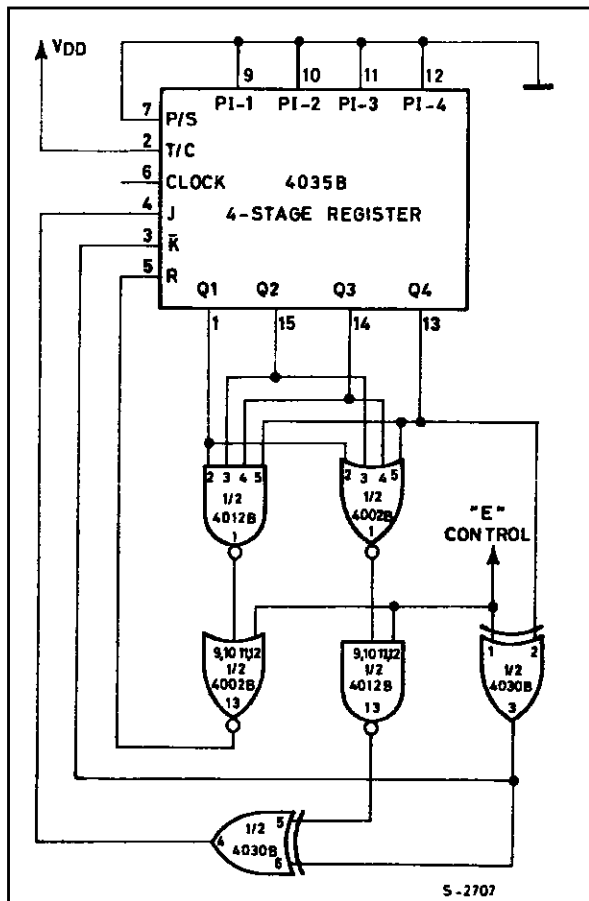 VDD
9 10 11 12
PI-1 PI-2 PI-3 PI-4
7 P/S
2 T/C
6 CLOCK 4035B
4 J 4-STAGE REGISTER
3 K̅
5 R
Q1 Q2 Q3 Q4
1 15 14 13
2 3 4 5
1/2
4012B
1
2 3 4 5
1/2
4002B
1
"E"
CONTROL
9,10 11,12
1/2
4002B
13
9,10 11,12
1/2
4012B
13
1 2
1/2
4030B
3
4 1/2 5
4030B 6
S-2707